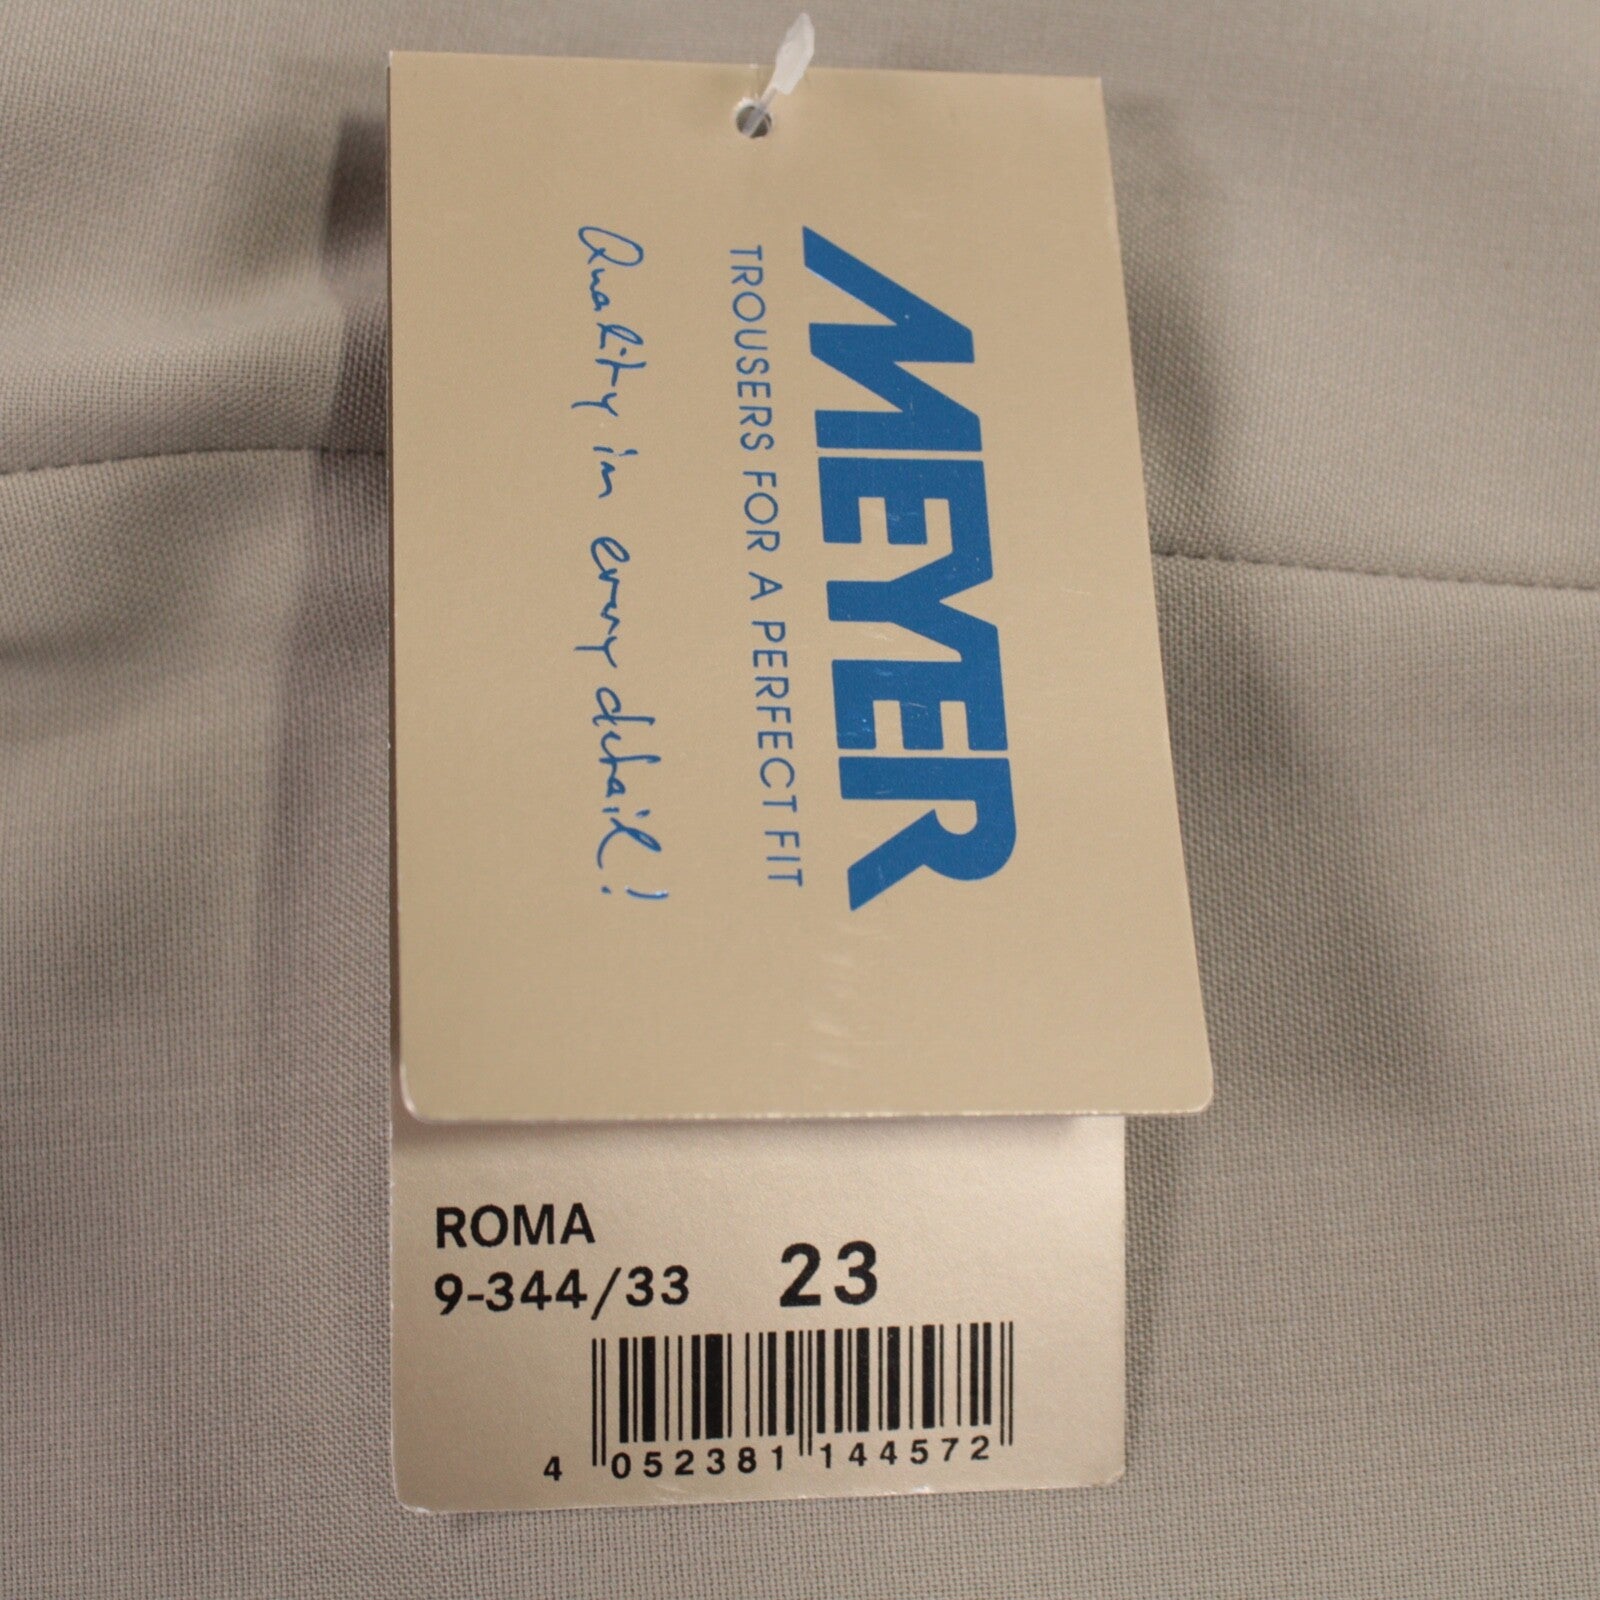 MEYER
TROUSERS FOR A PERFECT FIT
Quality in every detail!
ROMA
9-344/33 23
4 052381 144572